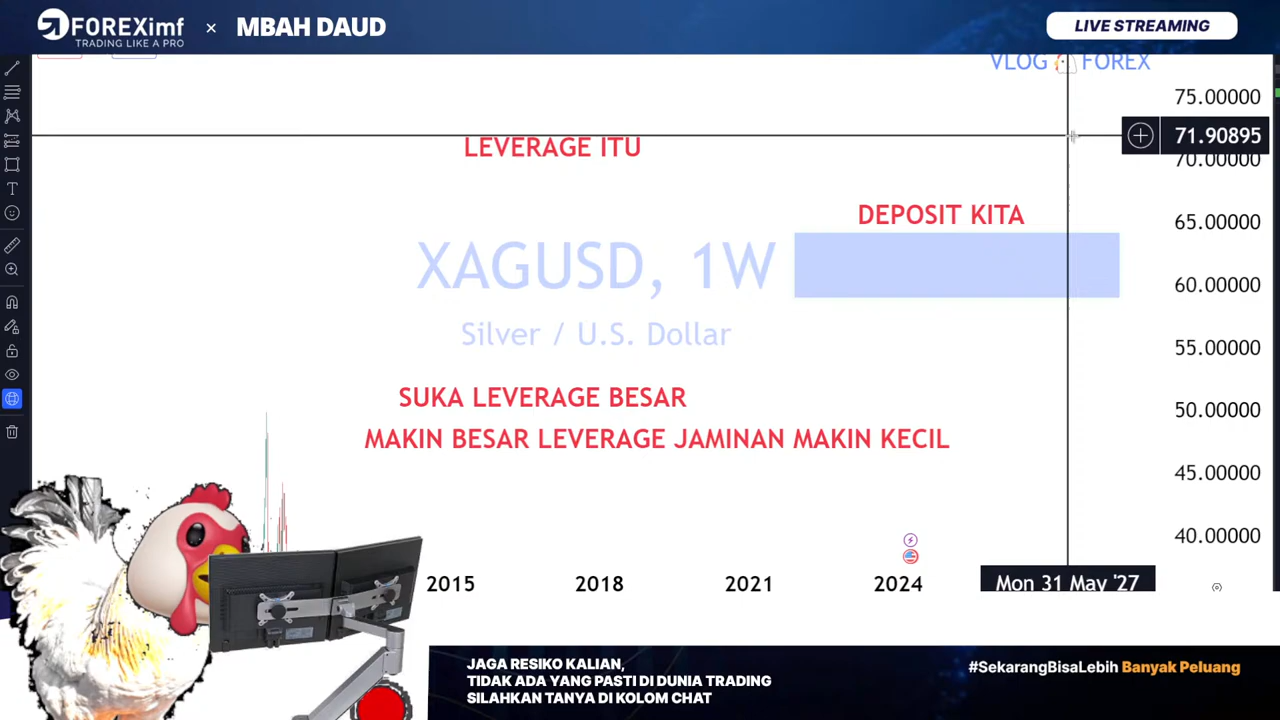 FOREXimf
TRADING LIKE A PRO
×
MBAH DAUD
LIVE STREAMING
VLOG FOREX
75.00000
71.90895
70.00000
LEVERAGE ITU
DEPOSIT KITA
65.00000
XAGUSD, 1W
60.00000
Silver / U.S. Dollar
55.00000
SUKA LEVERAGE BESAR
50.00000
MAKIN BESAR LEVERAGE JAMINAN MAKIN KECIL
45.00000
40.00000
2015
2018
2021
2024
Mon 31 May '27
JAGA RESIKO KALIAN,
TIDAK ADA YANG PASTI DI DUNIA TRADING
SILAHKAN TANYA DI KOLOM CHAT
#SekarangBisaLebih Banyak Peluang